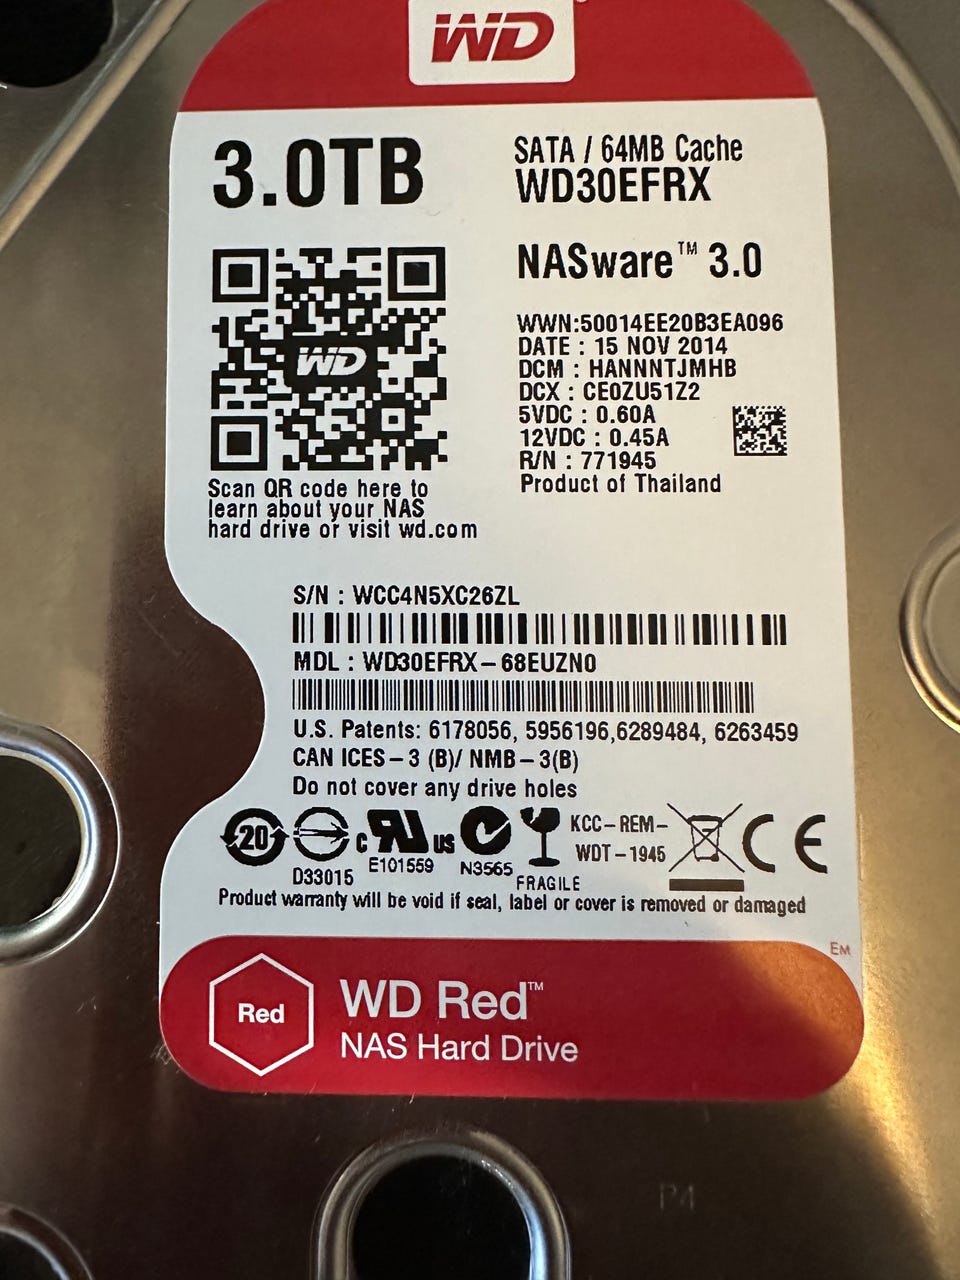 WD
3.0TB
SATA / 64MB Cache
WD30EFRX
NASware™ 3.0
WD
WWN:50014EE20B3EA096
DATE : 15 NOV 2014
DCM : HANNNTJMHB
DCX : CE0ZU51Z2
5VDC : 0.60A
12VDC : 0.45A
R/N : 771945
Product of Thailand
Scan QR code here to
learn about your NAS
hard drive or visit wd.com
S/N : WCC4N5XC26ZL
MDL : WD30EFRX-68EUZN0
U.S. Patents: 6178056, 5956196,6289484, 6263459
CAN ICES-3 (B)/ NMB-3(B)
Do not cover any drive holes
20
D33015
c RU US
E101559
N3565
FRAGILE
KCC-REM-
WDT-1945
CE
Product warranty will be void if seal, label or cover is removed or damaged
EM
Red
WD Red™
NAS Hard Drive
P4